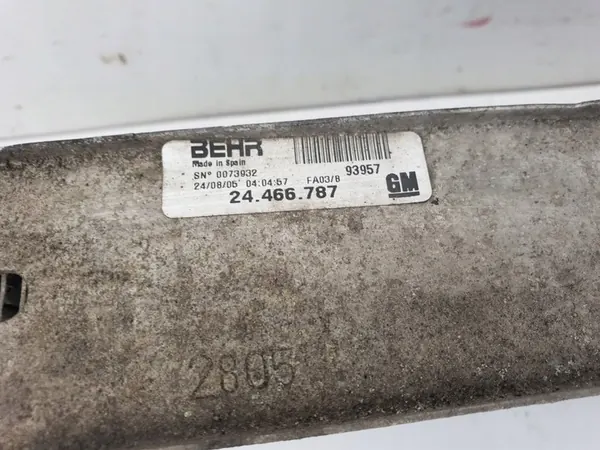 BEHR
Made in Spain
SN° 0073932 93957
24/08/05' 04:04:57 FA03/8
24.466.787 GM
2805